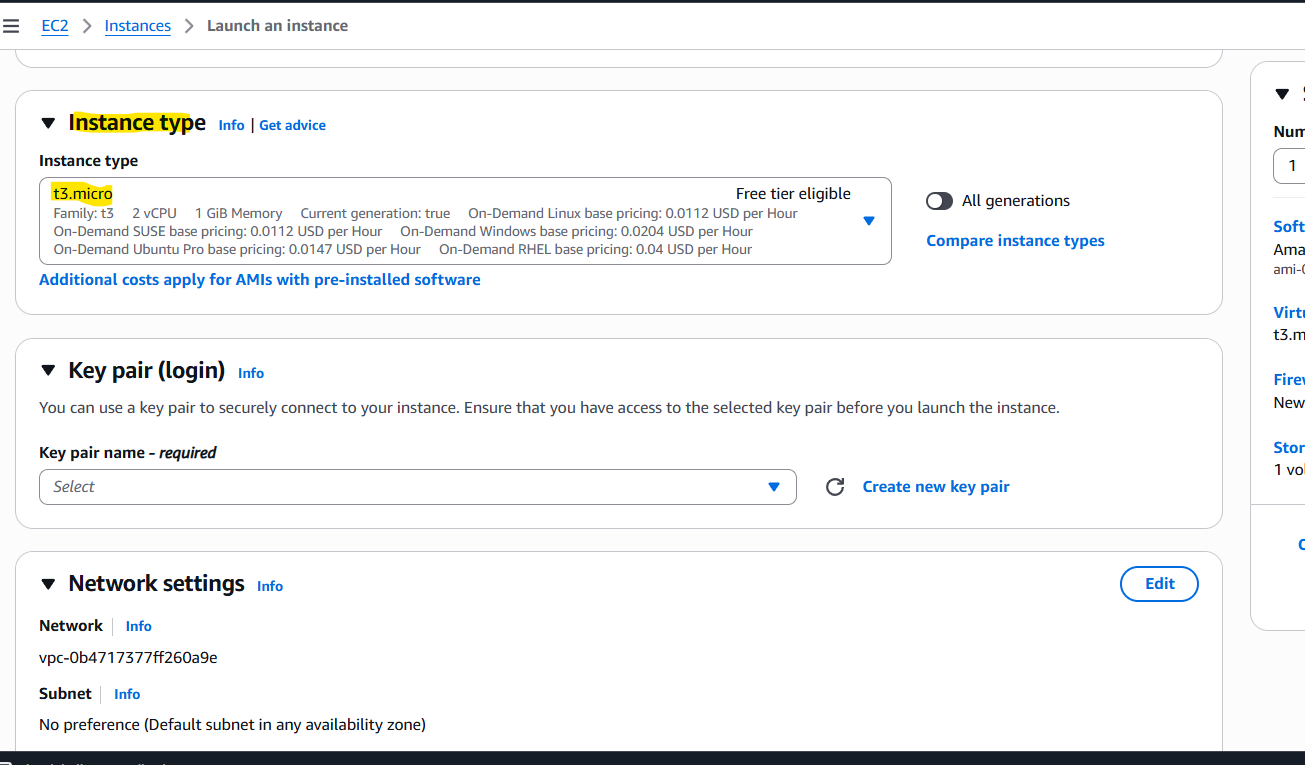 EC2 > Instances > Launch an instance
Instance type Info | Get advice
Instance type
t3.micro Free tier eligible
Family: t3 2 vCPU 1 GiB Memory Current generation: true On-Demand Linux base pricing: 0.0112 USD per Hour
On-Demand SUSE base pricing: 0.0112 USD per Hour On-Demand Windows base pricing: 0.0204 USD per Hour
On-Demand Ubuntu Pro base pricing: 0.0147 USD per Hour On-Demand RHEL base pricing: 0.04 USD per Hour
All generations
Compare instance types
Additional costs apply for AMIs with pre-installed software
Key pair (login) Info
You can use a key pair to securely connect to your instance. Ensure that you have access to the selected key pair before you launch the instance.
Key pair name - required
Select
Create new key pair
Network settings Info
Edit
Network Info
vpc-0b4717377ff260a9e
Subnet Info
No preference (Default subnet in any availability zone)
Num
1
Soft
Ama
ami-0
Virtu
t3.m
Firew
New
Stor
1 vol